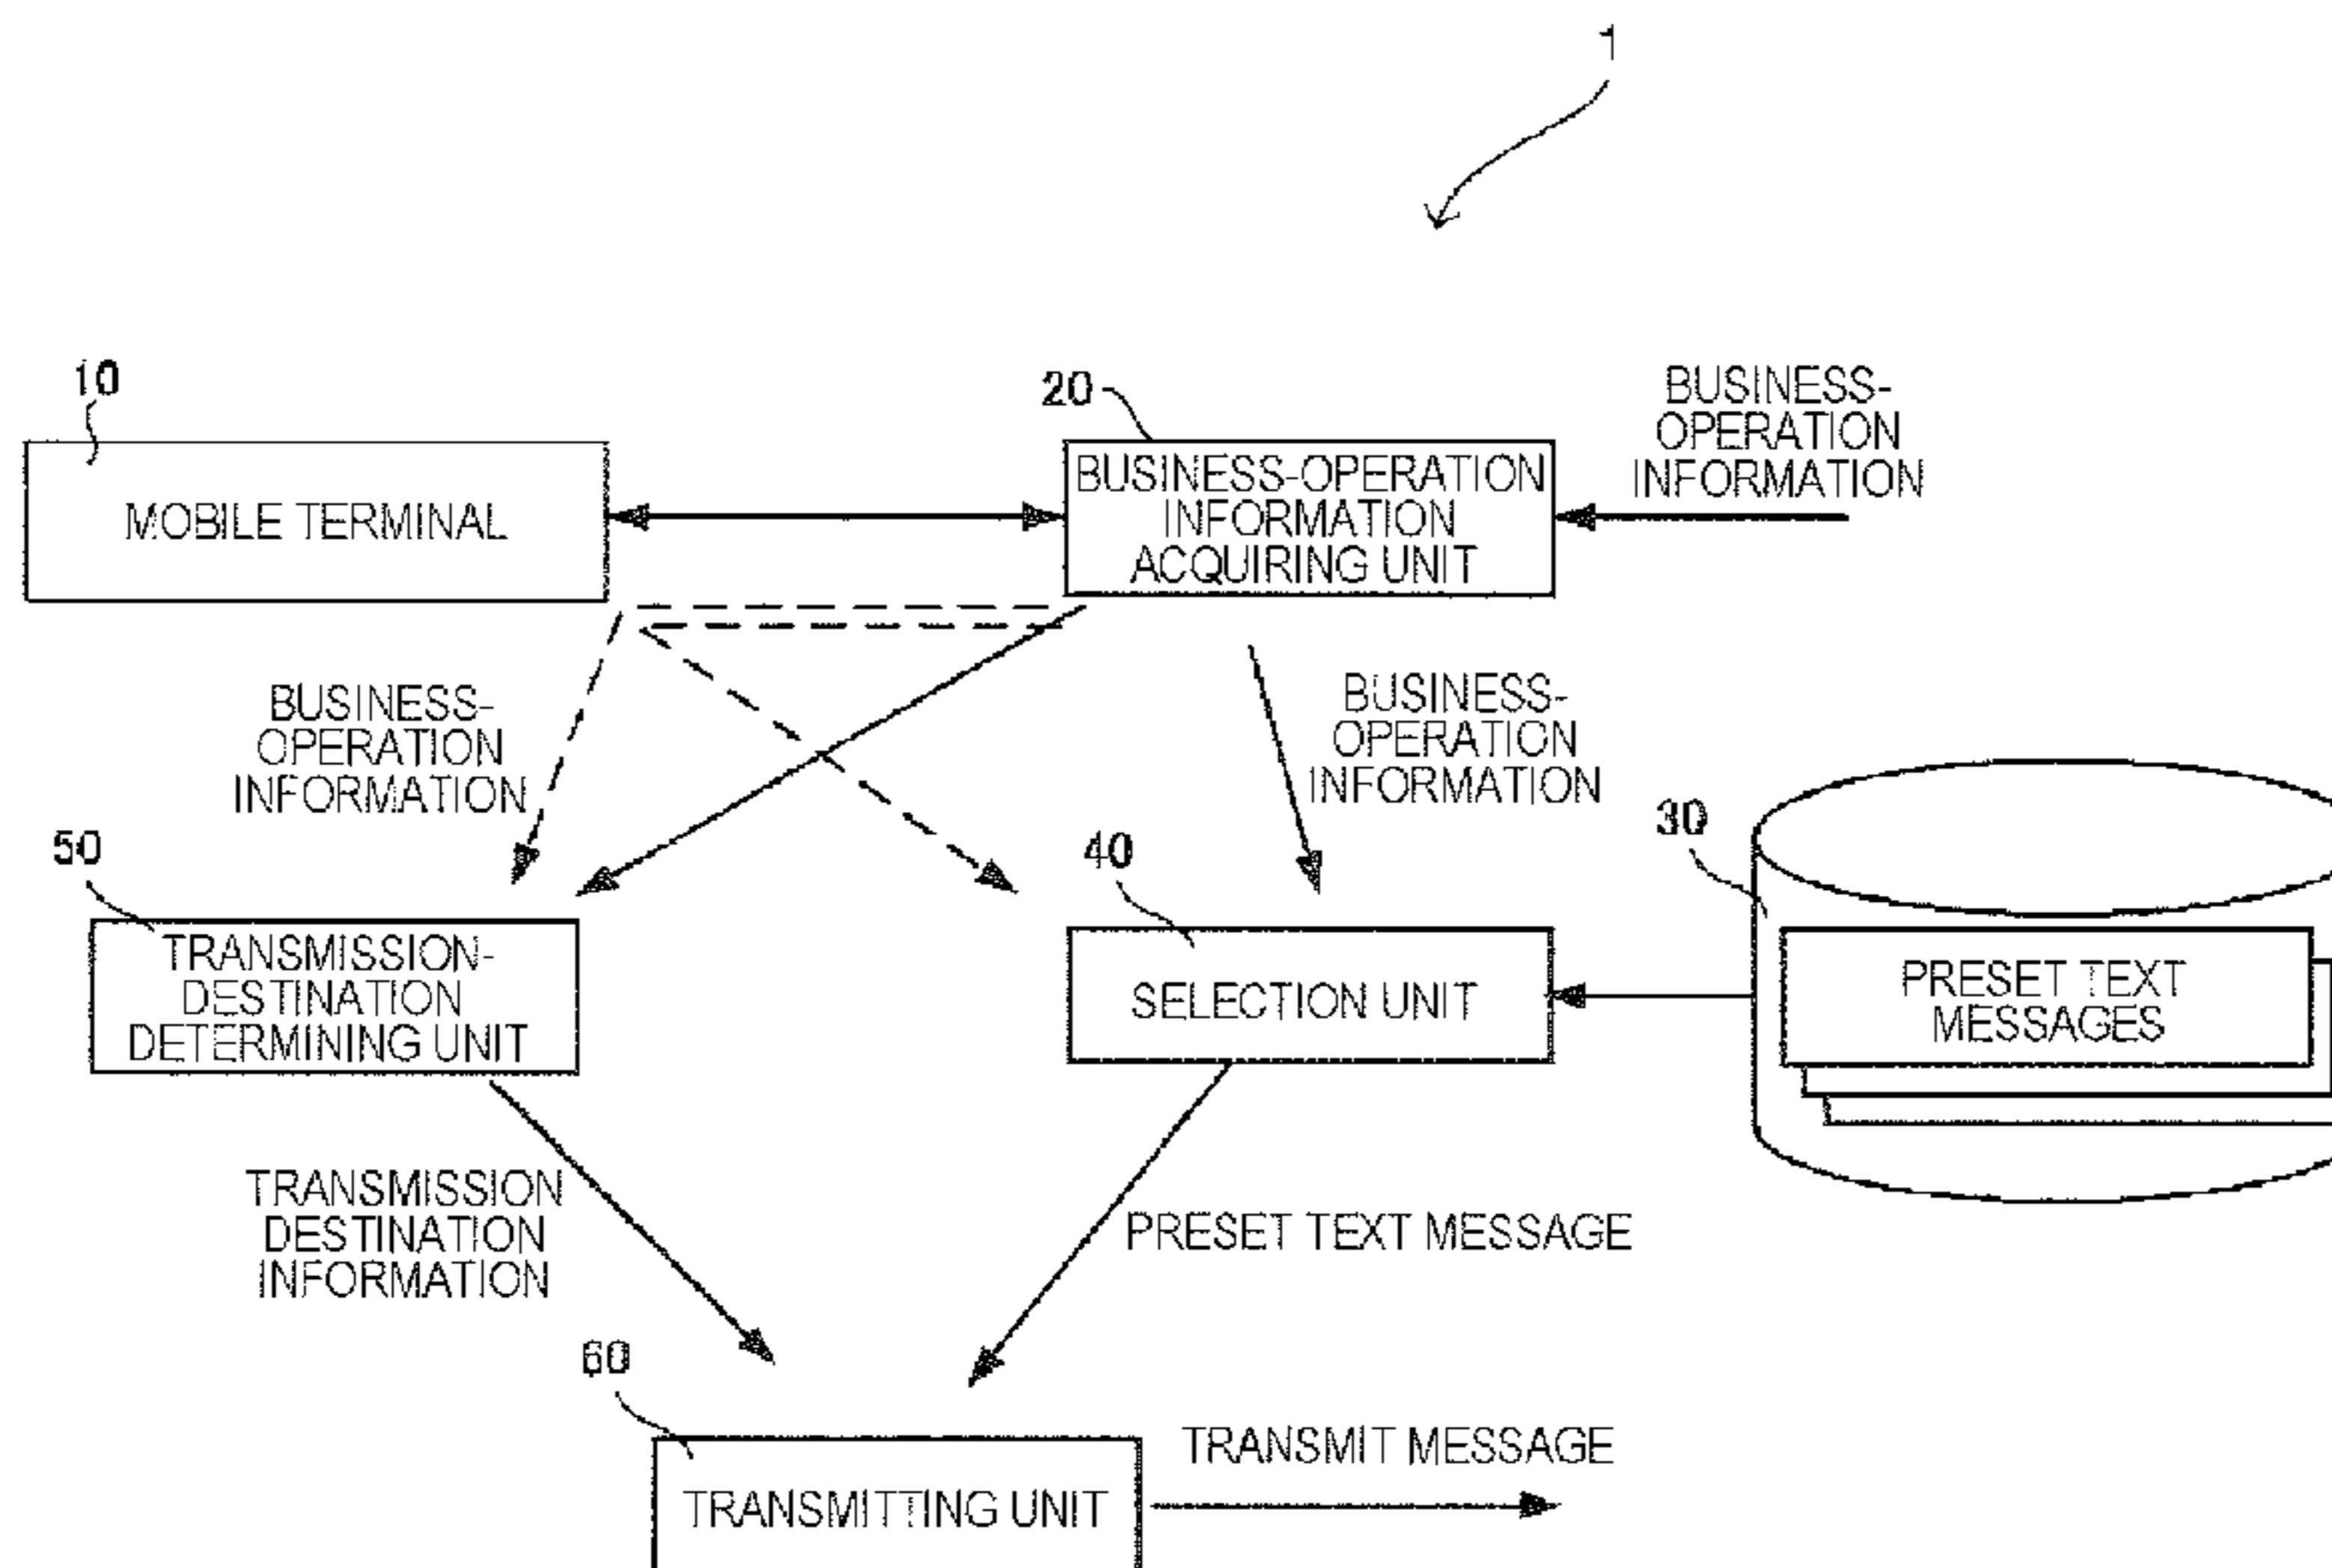 1
10
MOBILE TERMINAL
20
BUSINESS-OPERATION
INFORMATION
ACQUIRING UNIT
BUSINESS-
OPERATION
INFORMATION
BUSINESS-
OPERATION
INFORMATION
BUSINESS-
OPERATION
INFORMATION
50
TRANSMISSION-
DESTINATION
DETERMINING UNIT
40
SELECTION UNIT
30
PRESET TEXT
MESSAGES
TRANSMISSION
DESTINATION
INFORMATION
PRESET TEXT MESSAGE
60
TRANSMITTING UNIT
TRANSMIT MESSAGE